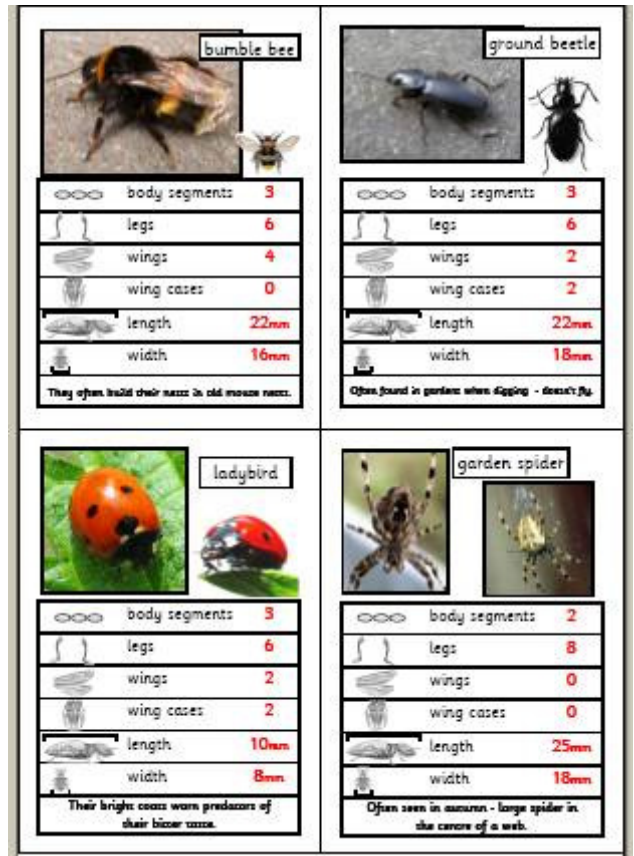 bumble bee
body segments 3
legs 6
wings 4
wing cases 0
length 22mm
width 16mm
They often build their nests in old mouse nests.
ground beetle
body segments 3
legs 6
wings 2
wing cases 2
length 22mm
width 18mm
Often found in gardens when digging - doesn't fly.
ladybird
body segments 3
legs 6
wings 2
wing cases 2
length 10mm
width 8mm
Their bright coats warn predators of
their bitter taste.
garden spider
body segments 2
legs 8
wings 0
wing cases 0
length 25mm
width 18mm
Often seen in autumn - large spider in
the centre of a web.